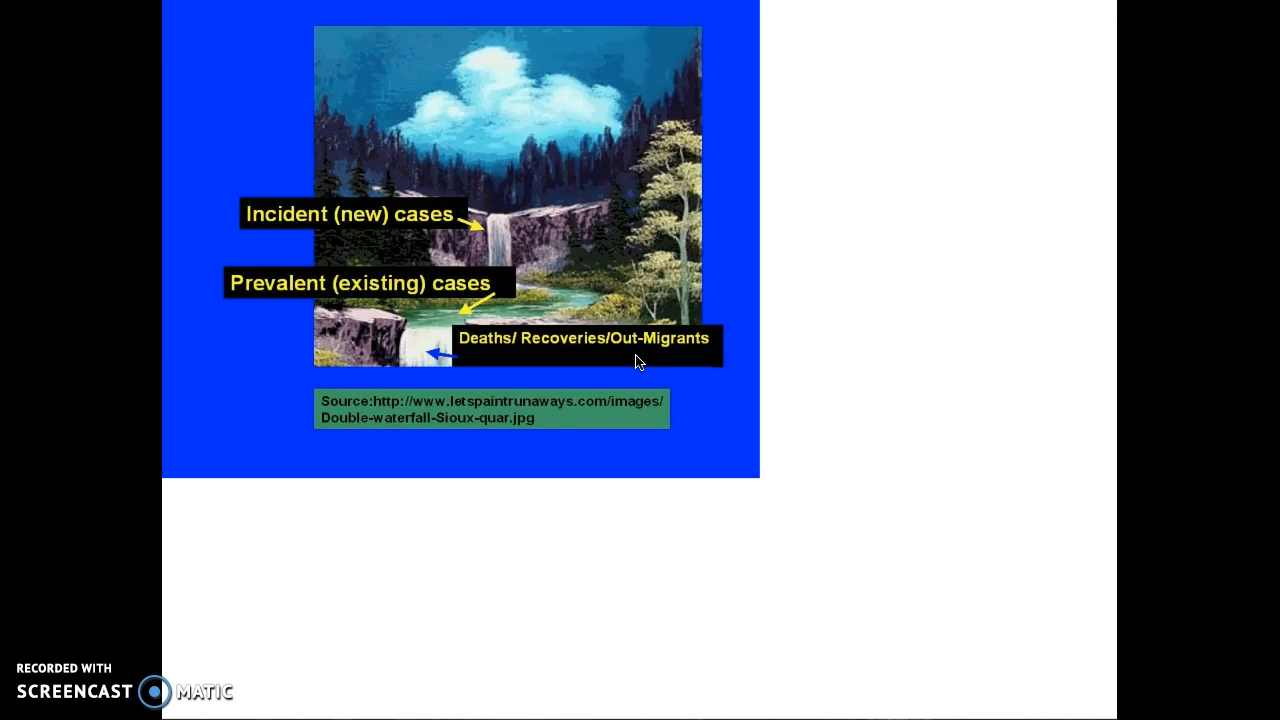 Incident (new) cases
Prevalent (existing) cases
Deaths/ Recoveries/Out-Migrants
Source:http://www.letspaintrunaways.com/images/
Double-waterfall-Sioux-quar.jpg
RECORDED WITH
SCREENCAST MATIC